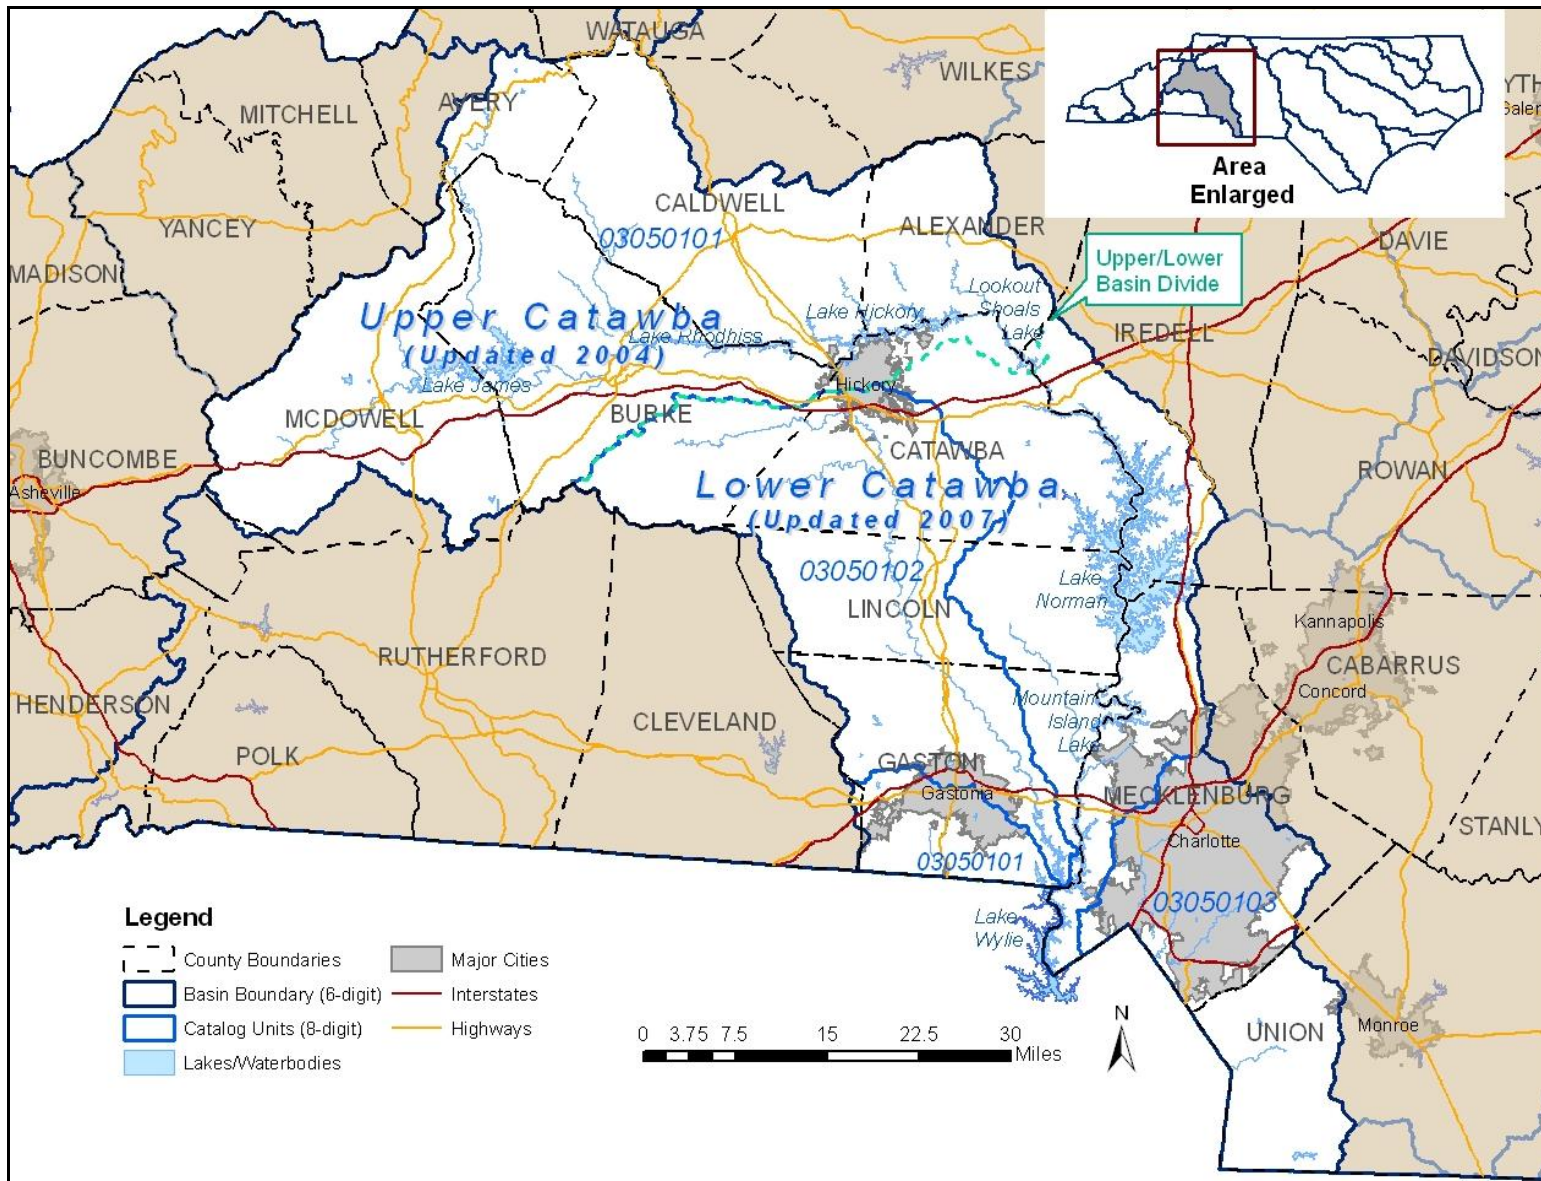 WATAUGA
WILKES
AVERY
MITCHELL
Area
Enlarged
CALDWELL
03050101
ALEXANDER
YANCEY
DAVIE
MADISON
Upper/Lower
Basin Divide
Lookout
Shoals
Lake
Lake Hickory
Upper Catawba
(Updated 2004)
Lake Rhodhiss
IREDELL
DAVIDSON
Lake James
Hickory
MCDOWELL
BURKE
CATAWBA
BUNCOMBE
Asheville
ROWAN
Lower Catawba
(Updated 2007)
03050102
LINCOLN
Lake
Norman
Kannapolis
RUTHERFORD
CABARRUS
Concord
HENDERSON
Mountain
Island
Lake
CLEVELAND
POLK
GASTON
Gastonia
MECKLENBURG
STANLY
Charlotte
03050101
03050103
Lake
Wylie
Legend
County Boundaries
Major Cities
Basin Boundary (6-digit)
Interstates
Catalog Units (8-digit)
Highways
Lakes/Waterbodies
0 3.75 7.5 15 22.5 30
Miles
N
UNION
Monroe